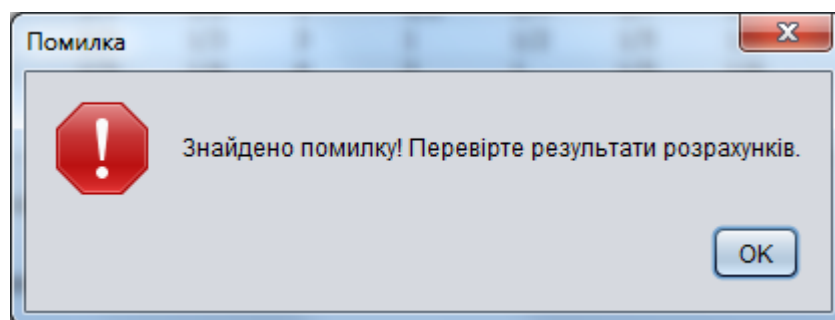 Помилка
Знайдено помилку! Перевірте результати розрахунків.
OK